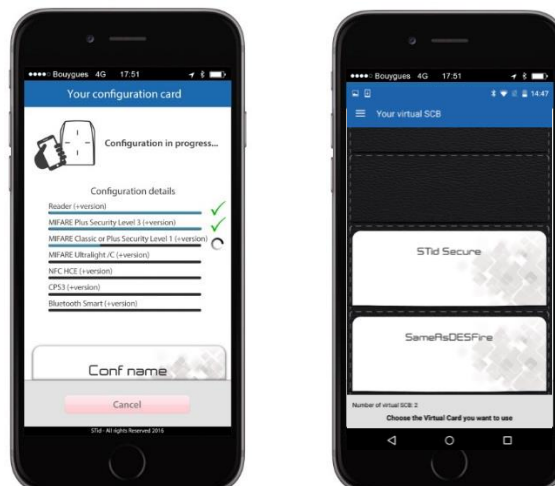 Bouygues 4G 17:51
Your configuration card
Configuration in progress...
Configuration details
Reader (+version)
MIFARE Plus Security Level 3 (+version)
MIFARE Classic or Plus Security Level 1 (+version)
MIFARE Ultralight /C (+version)
NFC HCE (+version)
CPS3 (+version)
Bluetooth Smart (+version)
Conf name
Cancel
STid - All rights Reserved 2016
Bouygues 4G 17:51
14:47
Your virtual SCB
STid Secure
SameAsDESFire
Number of virtual SCB: 2
Choose the Virtual Card you want to use